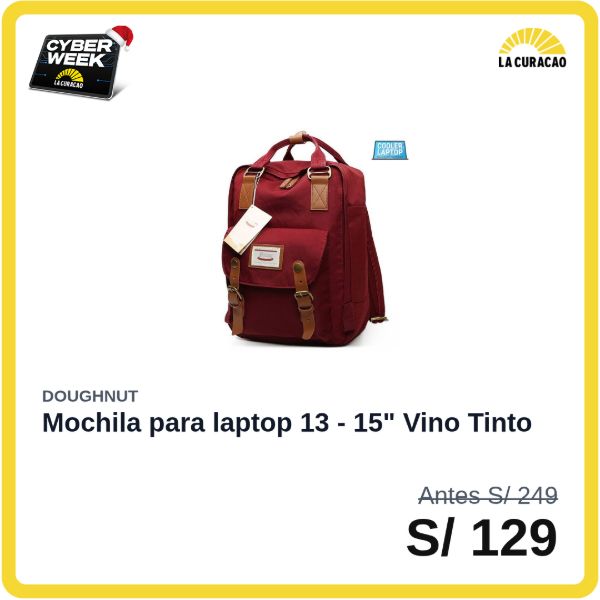 CYBER
WEEK
LA CURACAO
LA CURACAO
COOLER
LAPTOP
DOUGHNUT
Mochila para laptop 13 - 15" Vino Tinto
Antes S/ 249
S/ 129